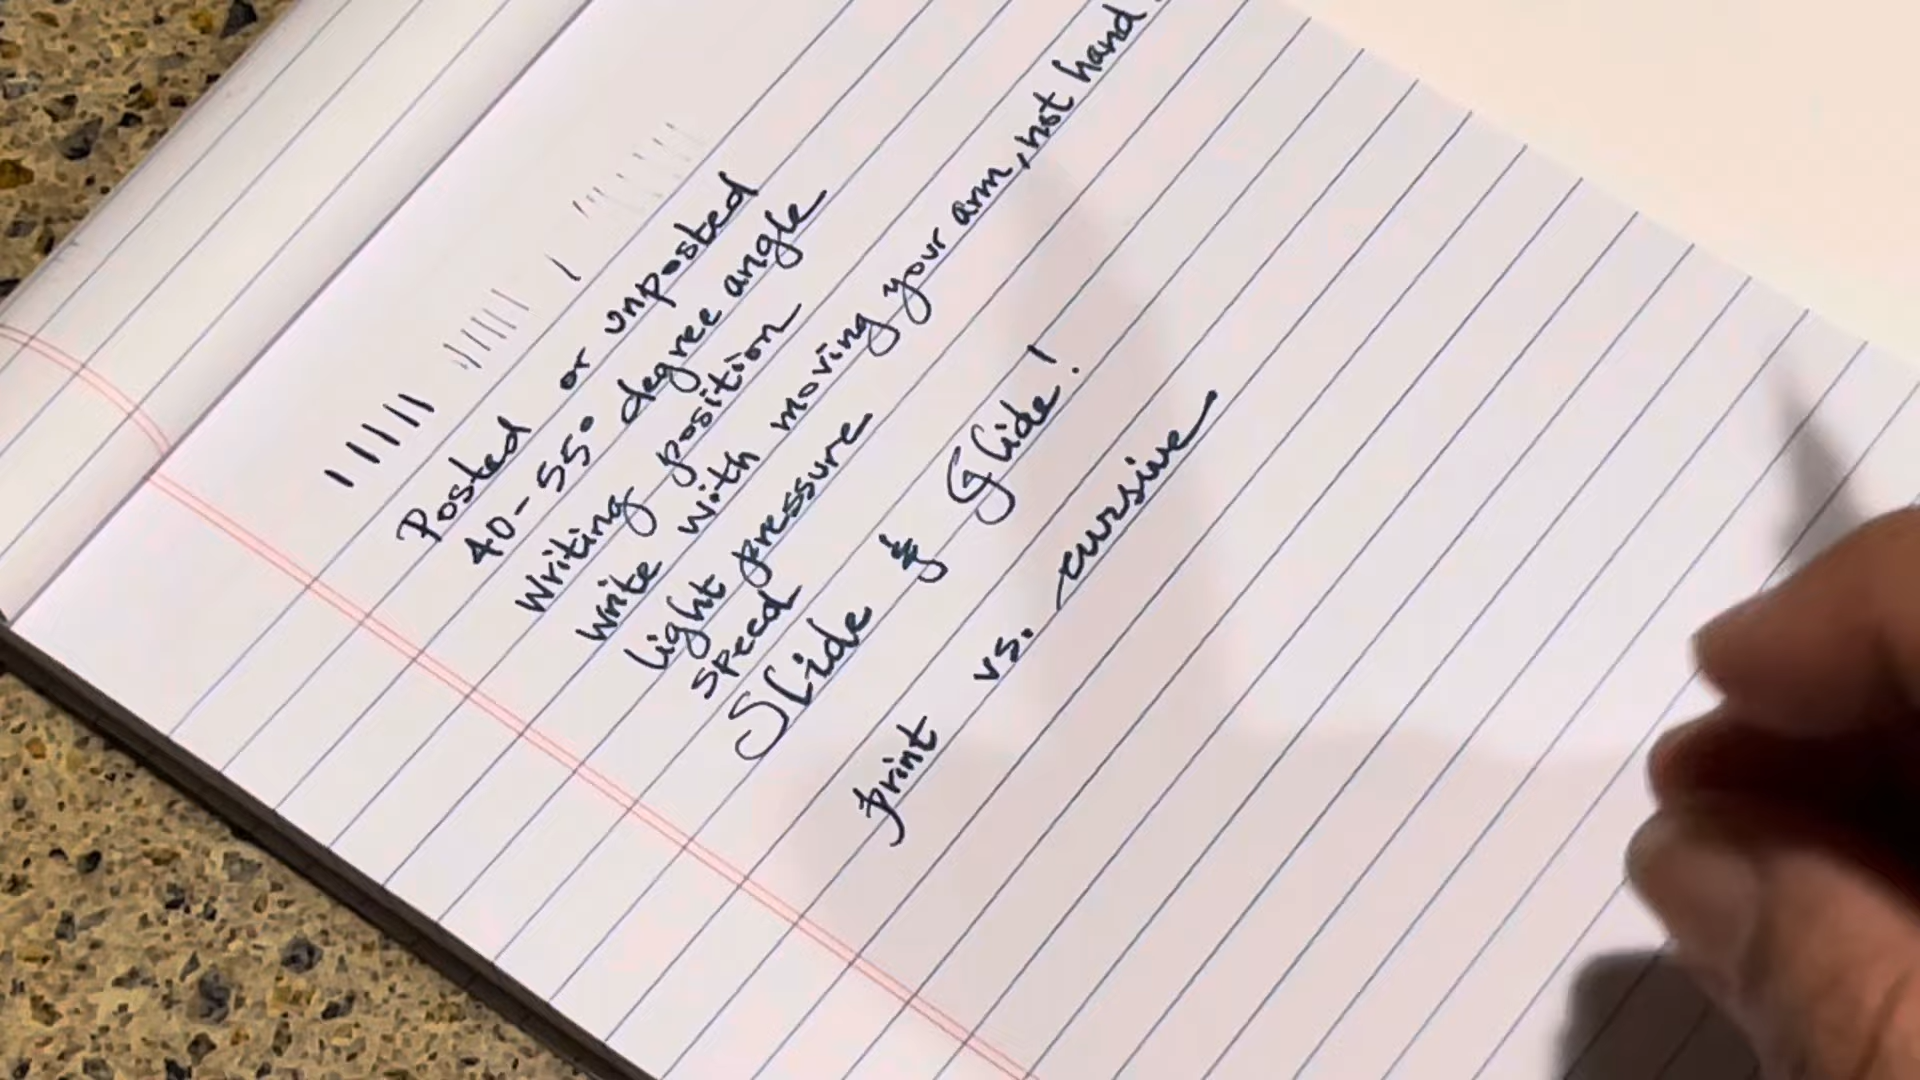 Posted or unposted
40-55° degree angle
Writing position
Write with moving your arm, not hand.
Light pressure
Speed
Slide & Glide!
print vs. cursive